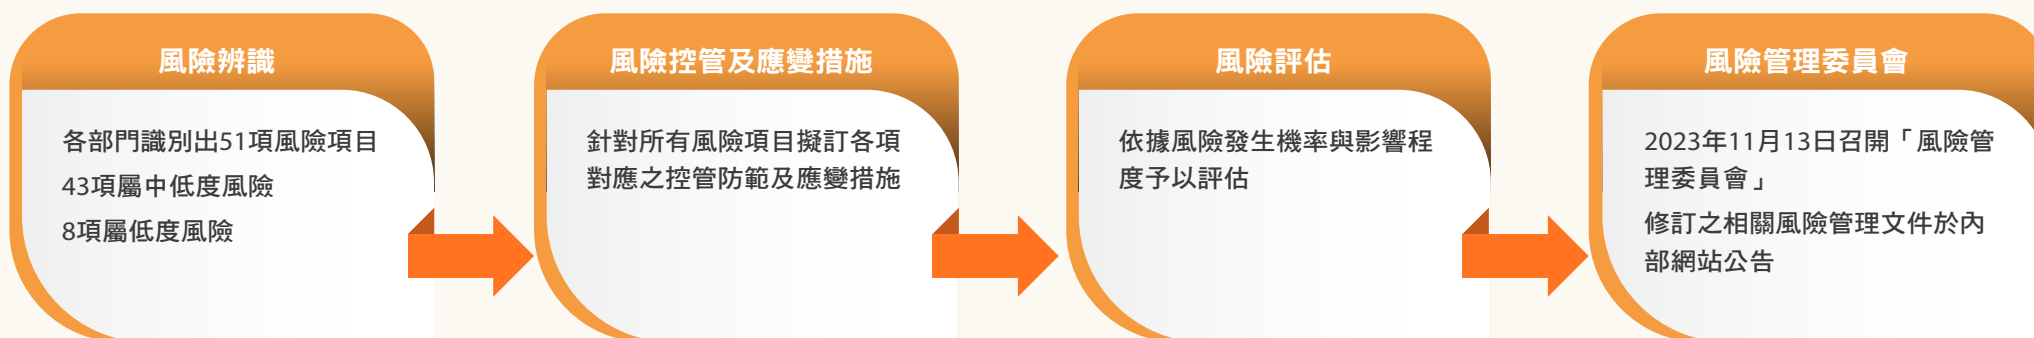 風險辨識
各部門識別出51項風險項目
43項屬中低度風險
8項屬低度風險
風險控管及應變措施
針對所有風險項目擬訂各項
對應之控管防範及應變措施
風險評估
依據風險發生機率與影響程
度予以評估
風險管理委員會
2023年11月13日召開「風險管
理委員會」
修訂之相關風險管理文件於內
部網站公告